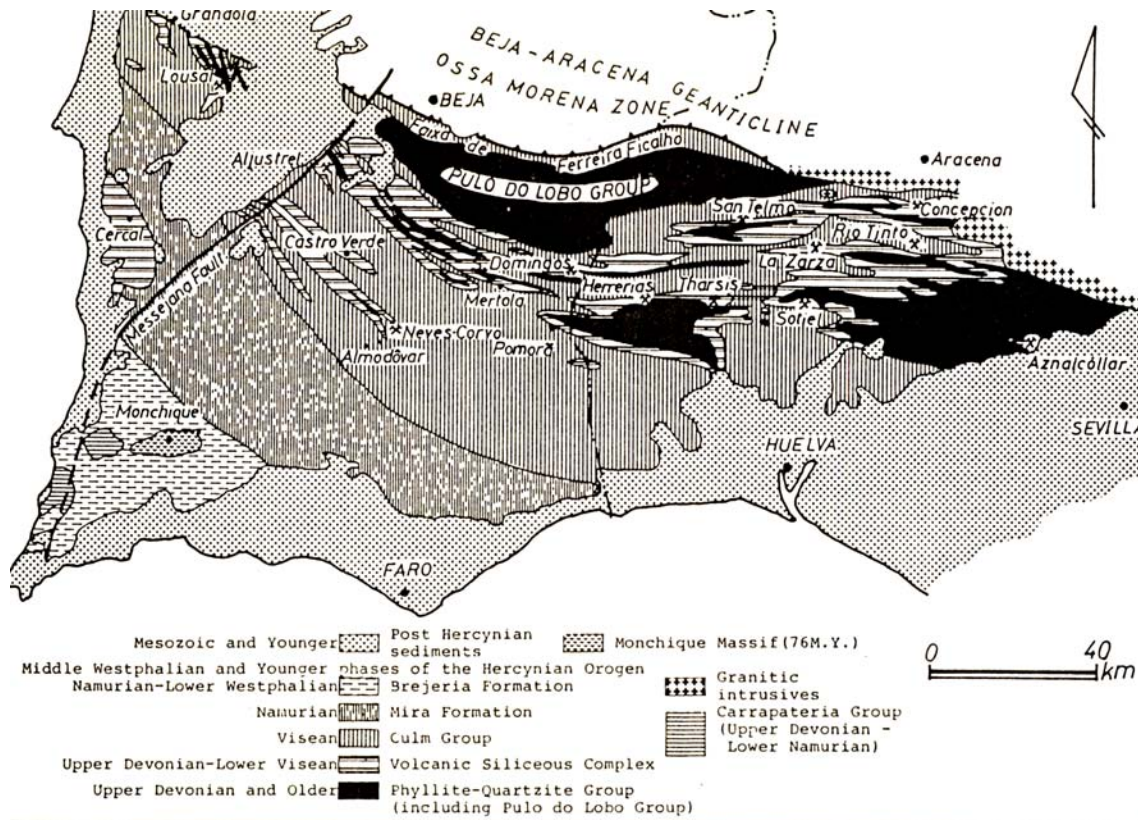 Grandola
BEJA-ARACENA GEANTICLINE
OSSA MORENA ZONE
Lousal
BEJA
Aljustrel
Faixa de Ferreira Ficalho
Aracena
PULO DO LOBO GROUP
San Telmo
Concepcion
Cercal
Castro Verde
Rio Tinto
Domingos
La Zarza
Mertola
Herrerias
Tharsis
Messejana Fault
Neves-Corvo
Sotiel
Almodôvar
Pomora
Aznalcóllar
Monchique
SEVILLA
HUELVA
FARO
Mesozoic and Younger Post Hercynian sediments
Monchique Massif(76M.Y.)
Middle Westphalian and Younger phases of the Hercynian Orogen
Namurian-Lower Westphalian Brejeria Formation
Namurian Mira Formation
Visean Culm Group
Upper Devonian-Lower Visean Volcanic Siliceous Complex
Upper Devonian and Older Phyllite-Quartzite Group
(including Pulo do Lobo Group)
Granitic
intrusives
Carrapateria Group
(Upper Devonian -
Lower Namurian)
0 40
km